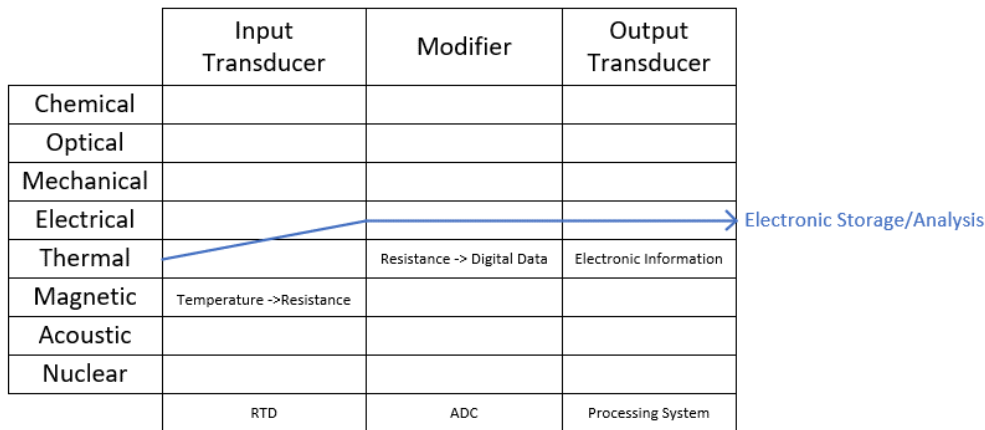 Input
Transducer
Modifier
Output
Transducer
Chemical
Optical
Mechanical
Electrical
Electronic Storage/Analysis
Thermal
Resistance -> Digital Data
Electronic Information
Magnetic
Temperature ->Resistance
Acoustic
Nuclear
RTD
ADC
Processing System